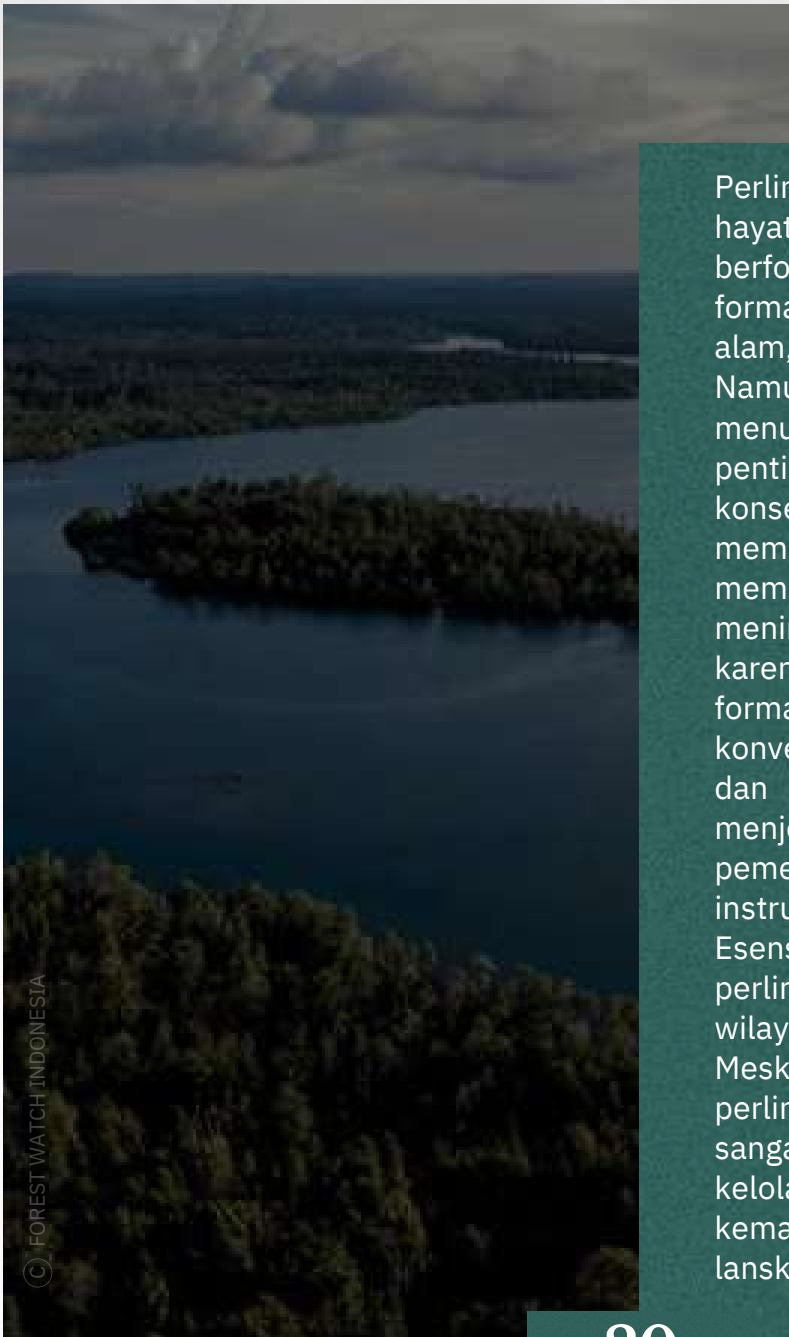 Perlin
hayat
berfo
forma
alam,
Namu
menu
penti
konse
mem
mem
menin
karen
forma
konve
dan
menje
peme
instru
Esens
perlin
wilay
Mesk
perlin
sanga
kelola
kema
lansk
© FOREST WATCH INDONESIA
80